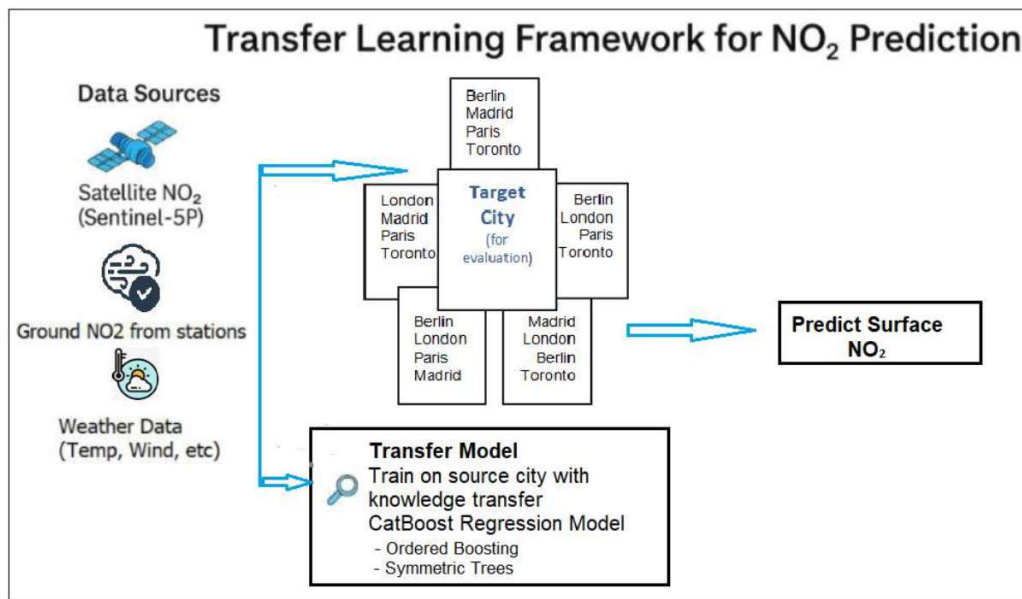 Transfer Learning Framework for NO₂ Prediction
Data Sources
Satellite NO₂
(Sentinel-5P)
Ground NO2 from stations
Weather Data
(Temp, Wind, etc)
Berlin
Madrid
Paris
Toronto
London
Madrid
Paris
Toronto
Target
City
(for
evaluation)
Berlin
London
Paris
Toronto
Berlin
London
Paris
Madrid
Madrid
London
Berlin
Toronto
Predict Surface
NO₂
Transfer Model
Train on source city with
knowledge transfer
CatBoost Regression Model
- Ordered Boosting
- Symmetric Trees